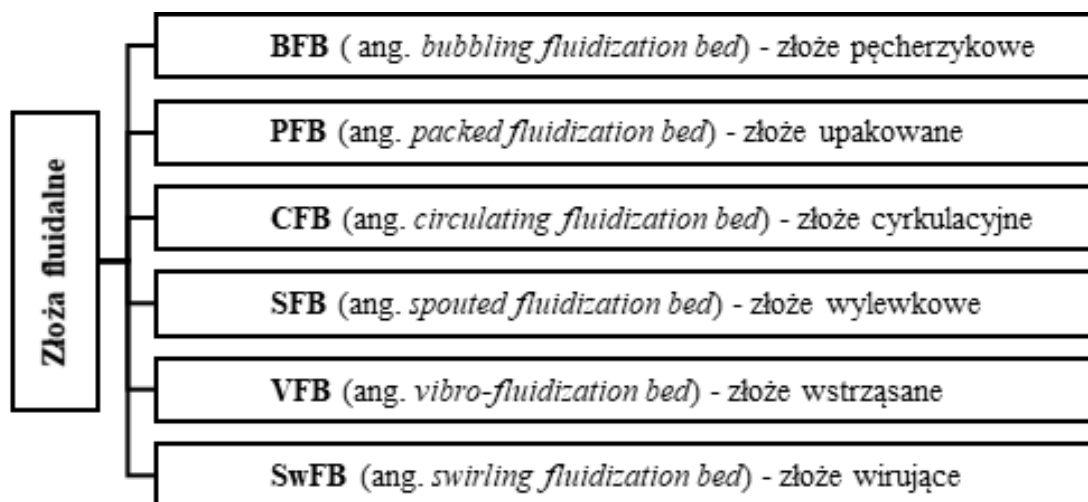 Złoża fluidalne
BFB ( ang. bubbling fluidization bed) - złoże pęcherzykowe
PFB (ang. packed fluidization bed) - złoże upakowane
CFB (ang. circulating fluidization bed) - złoże cyrkulacyjne
SFB (ang. spouted fluidization bed) - złoże wylewkowe
VFB (ang. vibro-fluidization bed) - złoże wstrząsane
SwFB (ang. swirling fluidization bed) - złoże wirujące